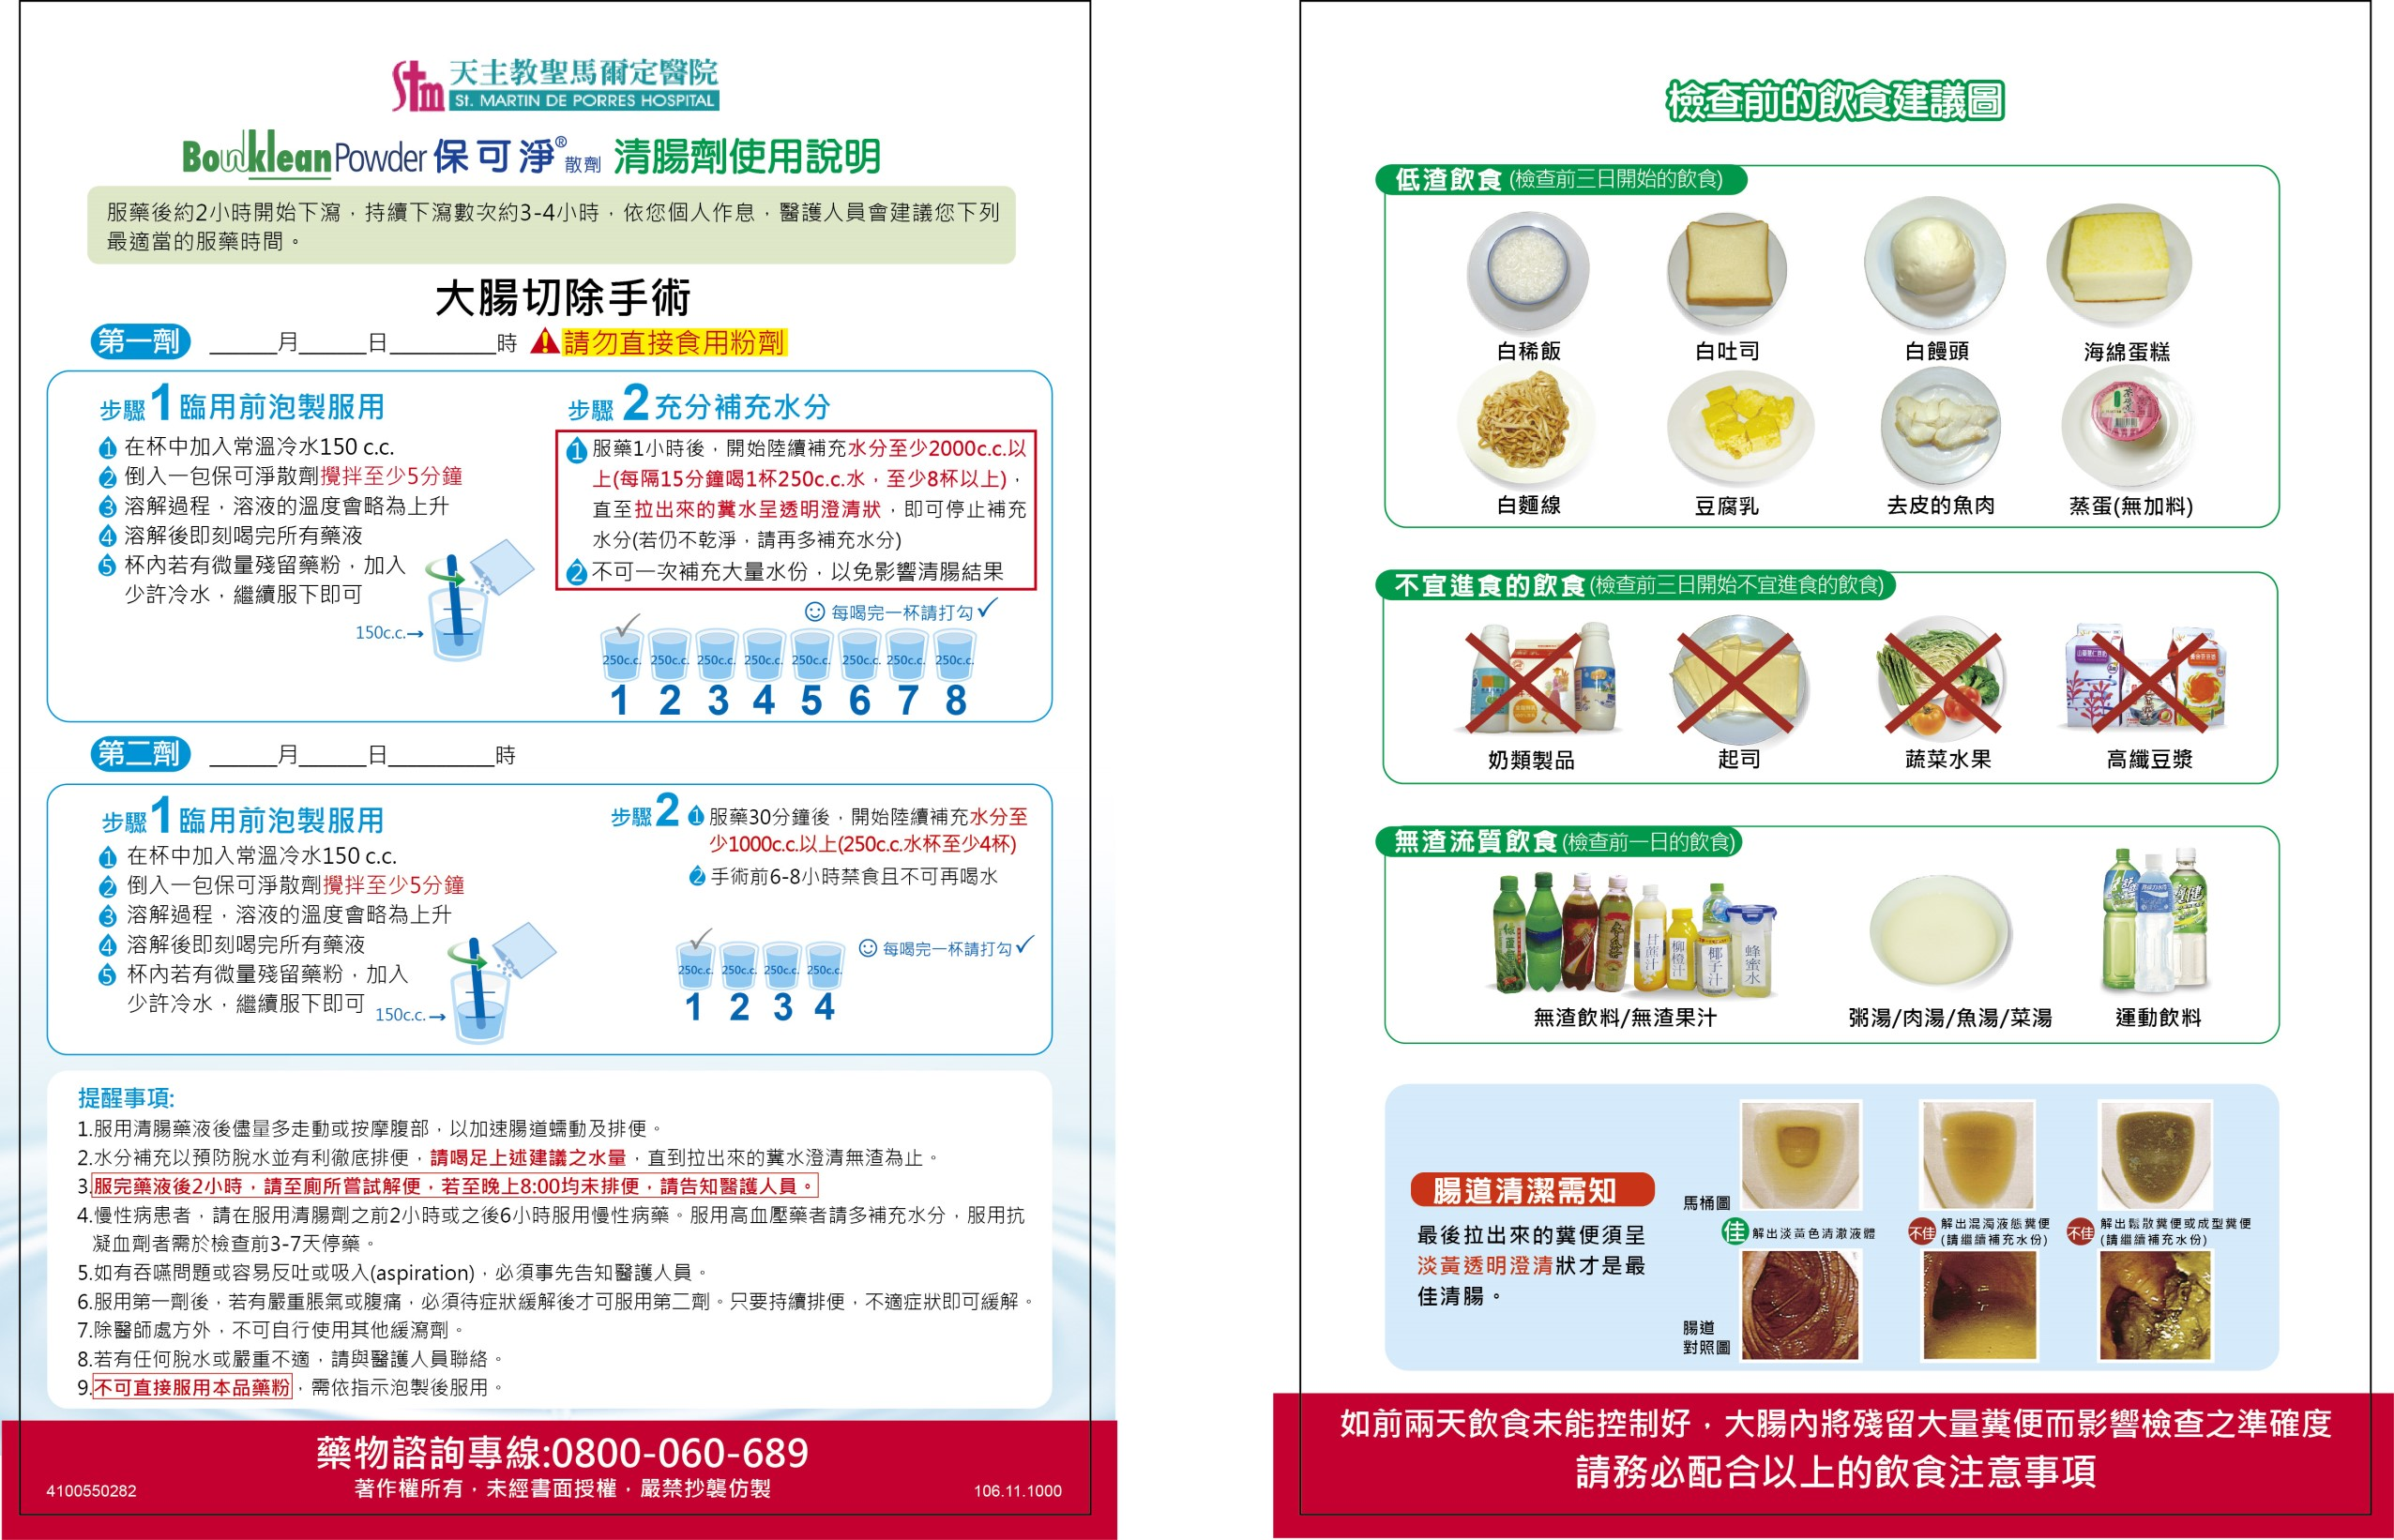 Stm 天主教聖馬爾定醫院
St. MARTIN DE PORRES HOSPITAL
Bowklean Powder 保可淨® 散劑 清腸劑使用說明
服藥後約2小時開始下瀉，持續下瀉數次約3-4小時，依您個人作息，醫護人員會建議您下列
最適當的服藥時間。
大腸切除手術
第一劑 ______月______日_________時 請勿直接食用粉劑
步驟1臨用前泡製服用
1 在杯中加入常溫冷水150 c.c.
2 倒入一包保可淨散劑攪拌至少5分鐘
3 溶解過程，溶液的溫度會略為上升
4 溶解後即刻喝完所有藥液
5 杯內若有微量殘留藥粉，加入
少許冷水，繼續服下即可
150c.c.→
步驟2充分補充水分
1 服藥1小時後，開始陸續補充水分至少2000c.c.以
上(每隔15分鐘喝1杯250c.c.水，至少8杯以上)，
直至拉出來的糞水呈透明澄清狀，即可停止補充
水分(若仍不乾淨，請再多補充水分)
2 不可一次補充大量水份，以免影響清腸結果
每喝完一杯請打勾✓
250c.c. 250c.c. 250c.c. 250c.c. 250c.c. 250c.c. 250c.c. 250c.c.
1 2 3 4 5 6 7 8
第二劑 ______月______日_________時
步驟1臨用前泡製服用
1 在杯中加入常溫冷水150 c.c.
2 倒入一包保可淨散劑攪拌至少5分鐘
3 溶解過程，溶液的溫度會略為上升
4 溶解後即刻喝完所有藥液
5 杯內若有微量殘留藥粉，加入
少許冷水，繼續服下即可
150c.c.→
步驟2 1 服藥30分鐘後，開始陸續補充水分至
少1000c.c.以上(250c.c.水杯至少4杯)
2 手術前6-8小時禁食且不可再喝水
每喝完一杯請打勾✓
250c.c. 250c.c. 250c.c. 250c.c.
1 2 3 4
提醒事項:
1.服用清腸藥液後儘量多走動或按摩腹部，以加速腸道蠕動及排便。
2.水分補充以預防脫水並有利徹底排便，請喝足上述建議之水量，直到拉出來的糞水澄清無渣為止。
3.服完藥液後2小時，請至廁所嘗試解便，若至晚上8:00均未排便，請告知醫護人員。
4.慢性病患者，請在服用清腸劑之前2小時或之後6小時服用慢性病藥。服用高血壓藥者請多補充水分，服用抗
凝血劑者需於檢查前3-7天停藥。
5.如有吞嚥問題或容易反吐或吸入(aspiration)，必須事先告知醫護人員。
6.服用第一劑後，若有嚴重脹氣或腹痛，必須待症狀緩解後才可服用第二劑。只要持續排便，不適症狀即可緩解。
7.除醫師處方外，不可自行使用其他緩瀉劑。
8.若有任何脫水或嚴重不適，請與醫護人員聯絡。
9.不可直接服用本品藥粉，需依指示泡製後服用。
藥物諮詢專線:0800-060-689
著作權所有，未經書面授權，嚴禁抄襲仿製
4100550282
106.11.1000
檢查前的飲食建議圖
低渣飲食(檢查前三日開始的飲食)
白稀飯 白吐司 白饅頭 海綿蛋糕
白麵線 豆腐乳 去皮的魚肉 蒸蛋(無加料)
不宜進食的飲食(檢查前三日開始不宜進食的飲食)
奶類製品 起司 蔬菜水果 高纖豆漿
無渣流質飲食(檢查前一日的飲食)
甘蔗汁 柳橙汁 椰子汁 蜂蜜水
無渣飲料/無渣果汁 粥湯/肉湯/魚湯/菜湯 運動飲料
腸道清潔需知
最後拉出來的糞便須呈
淡黃透明澄清狀才是最
佳清腸。
馬桶圖
佳 解出淡黃色清澈液體
不佳 解出混濁液態糞便
(請繼續補充水份)
不佳 解出鬆散糞便或成型糞便
(請繼續補充水份)
腸道
對照圖
如前兩天飲食未能控制好，大腸內將殘留大量糞便而影響檢查之準確度
請務必配合以上的飲食注意事項